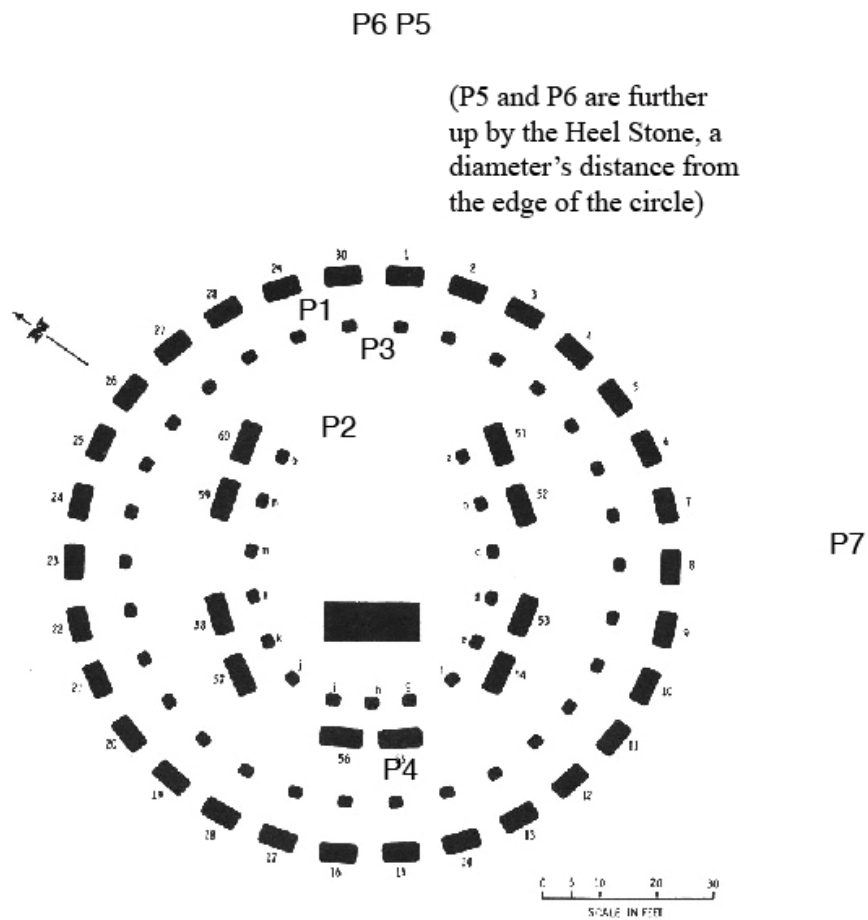 P6 P5
(P5 and P6 are further
up by the Heel Stone, a
diameter's distance from
the edge of the circle)
30 1
29 2
28 3
P1
N
27 P3 4
26 5
60 P2 51
25 6
a
24 59 n b 52 7
P7
23 m c 8
l d
22 58 53 9
k e
21 57 j f 54 10
i h g
20 11
56 55
19 P4 12
18 13
17 14
16 15
0 5 10 20 30
SCALE IN FEET